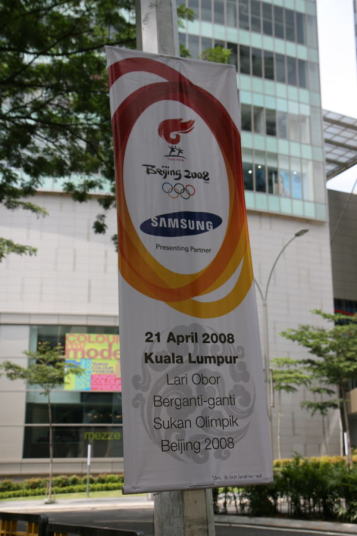 Beijing 2008
SAMSUNG
Presenting Partner
21 April 2008
Kuala Lumpur
Lari Obor
Berganti-ganti
Sukan Olimpik
Beijing 2008
COLOUR
mode
mezze